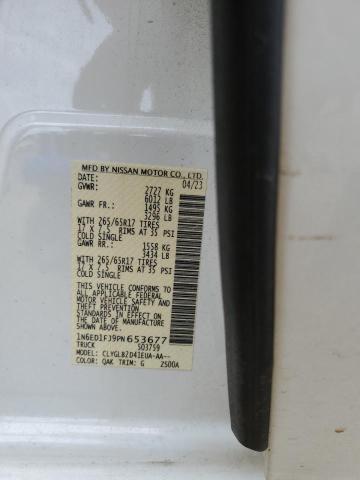 MFD BY NISSAN MOTOR CO., LTD.
DATE: 04/23
GVWR: 2727 KG
6012 LB
GAWR FR.: 1495 KG
3296 LB
WITH 265/65R17 TIRES
17 X 7.5 RIMS AT 35 PSI
COLD SINGLE
GAWR RR.: 1558 KG
3434 LB
WITH 265/65R17 TIRES
17 X 7.5 RIMS AT 35 PSI
COLD SINGLE
THIS VEHICLE CONFORMS TO ALL
APPLICABLE FEDERAL MOTOR
VEHICLE SAFETY STANDARDS
IN EFFECT ON THE DATE
OF MANUFACTURE SHOWN ABOVE.
1N6ED1FJ9PN653677
TRUCK S03759
MODEL: CLYGLBZD41EUA-AA--
COLOR: QAK TRIM: G 2500A